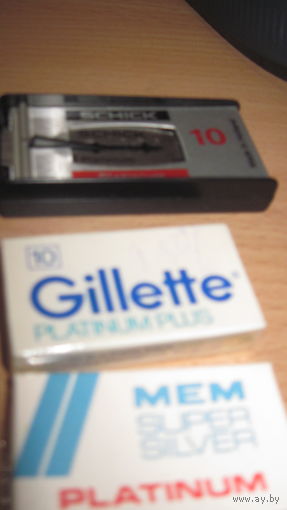 SCHICK
10
10
Gillette
PLATINUM PLUS
MEM
SUPER
SILVER
PLATINUM
www.ay.by